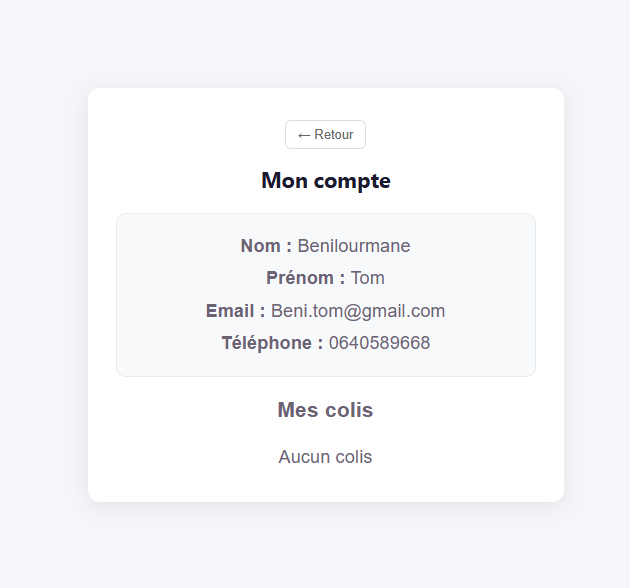 ← Retour
Mon compte
Nom : Benilourmane
Prénom : Tom
Email : Beni.tom@gmail.com
Téléphone : 0640589668
Mes colis
Aucun colis